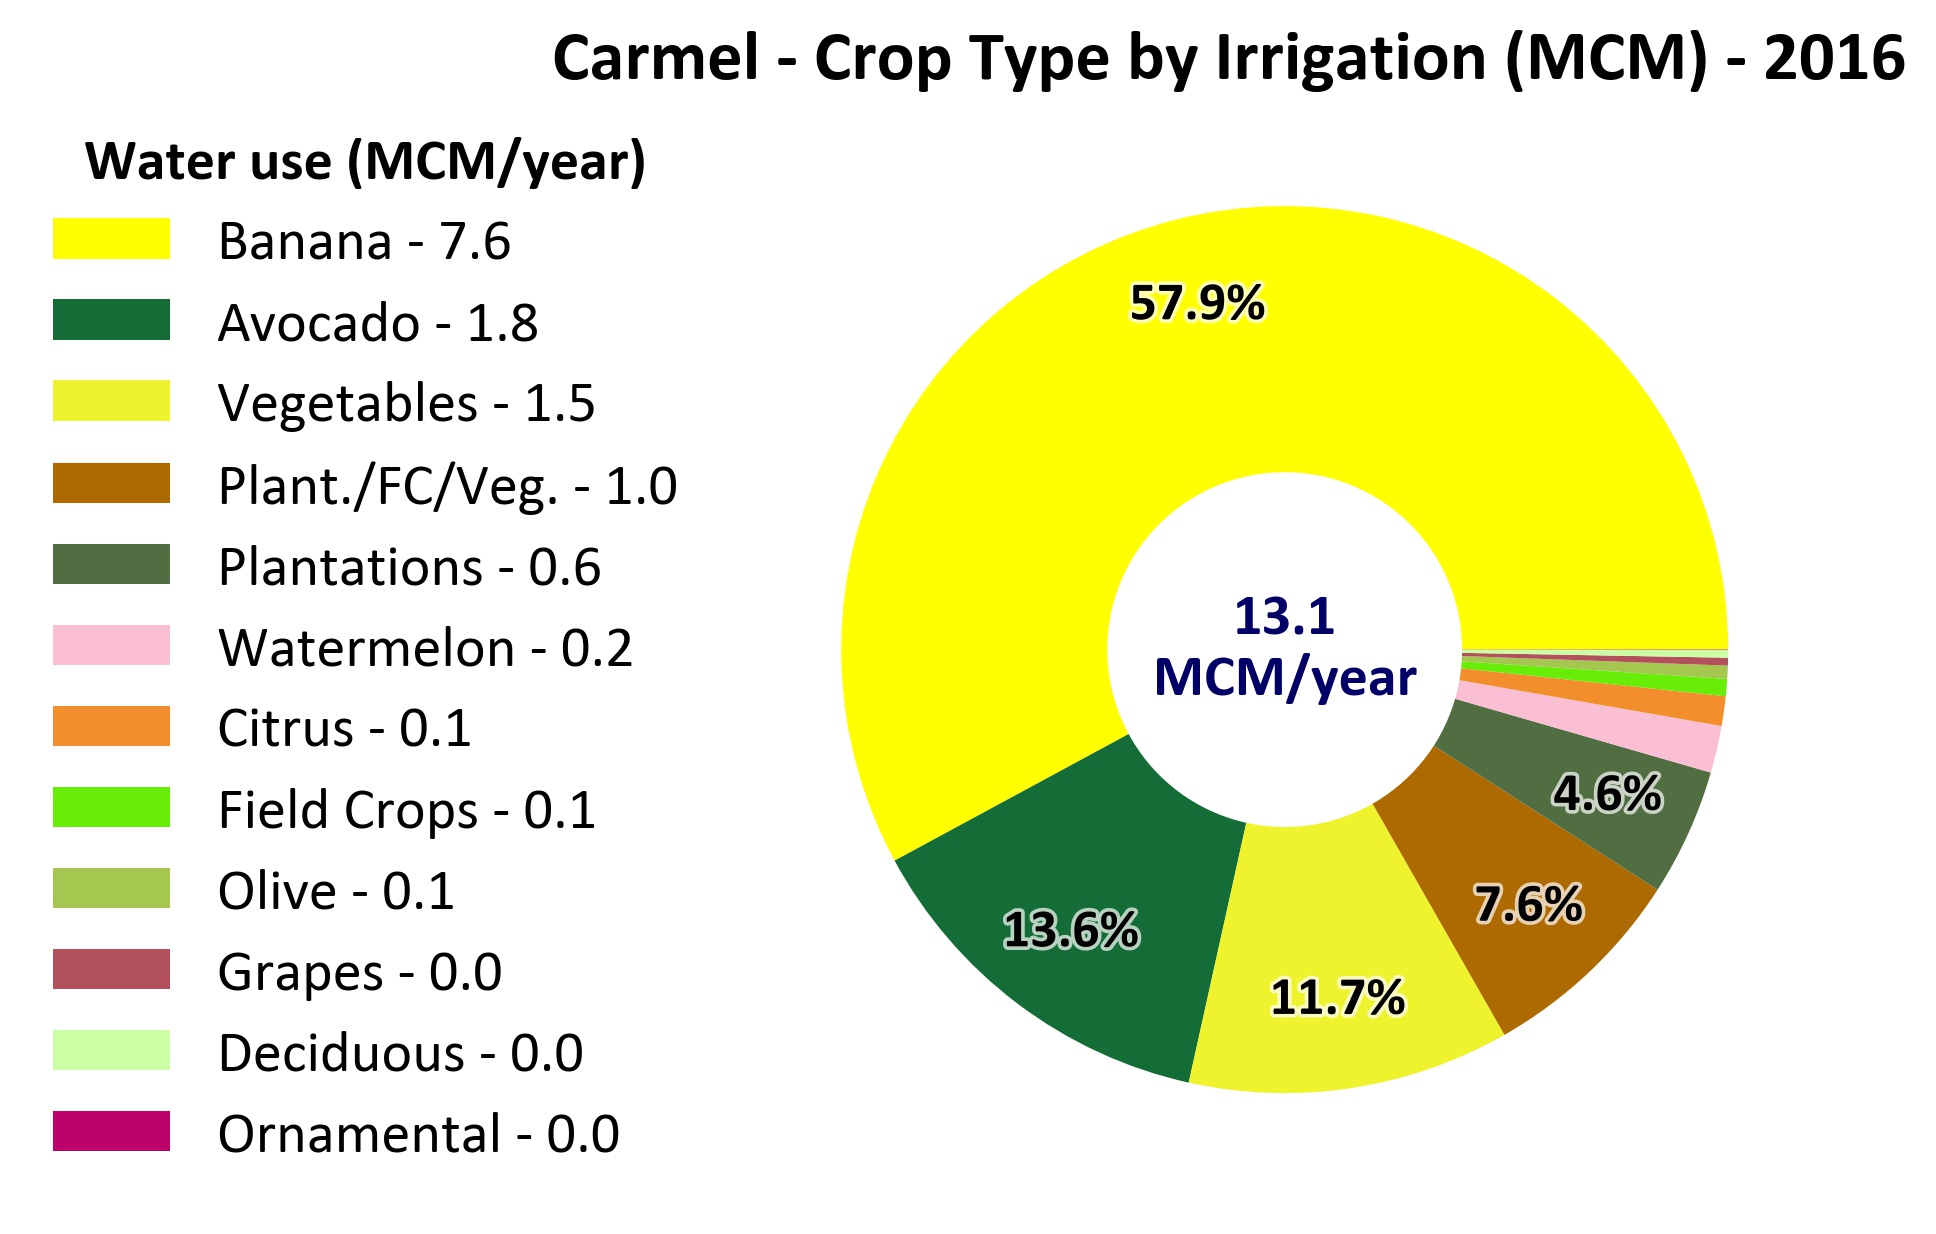 Carmel - Crop Type by Irrigation (MCM) - 2016
Water use (MCM/year)
Banana - 7.6
Avocado - 1.8
Vegetables - 1.5
Plant./FC/Veg. - 1.0
Plantations - 0.6
Watermelon - 0.2
Citrus - 0.1
Field Crops - 0.1
Olive - 0.1
Grapes - 0.0
Deciduous - 0.0
Ornamental - 0.0
57.9%
13.1
MCM/year
4.6%
7.6%
13.6%
11.7%